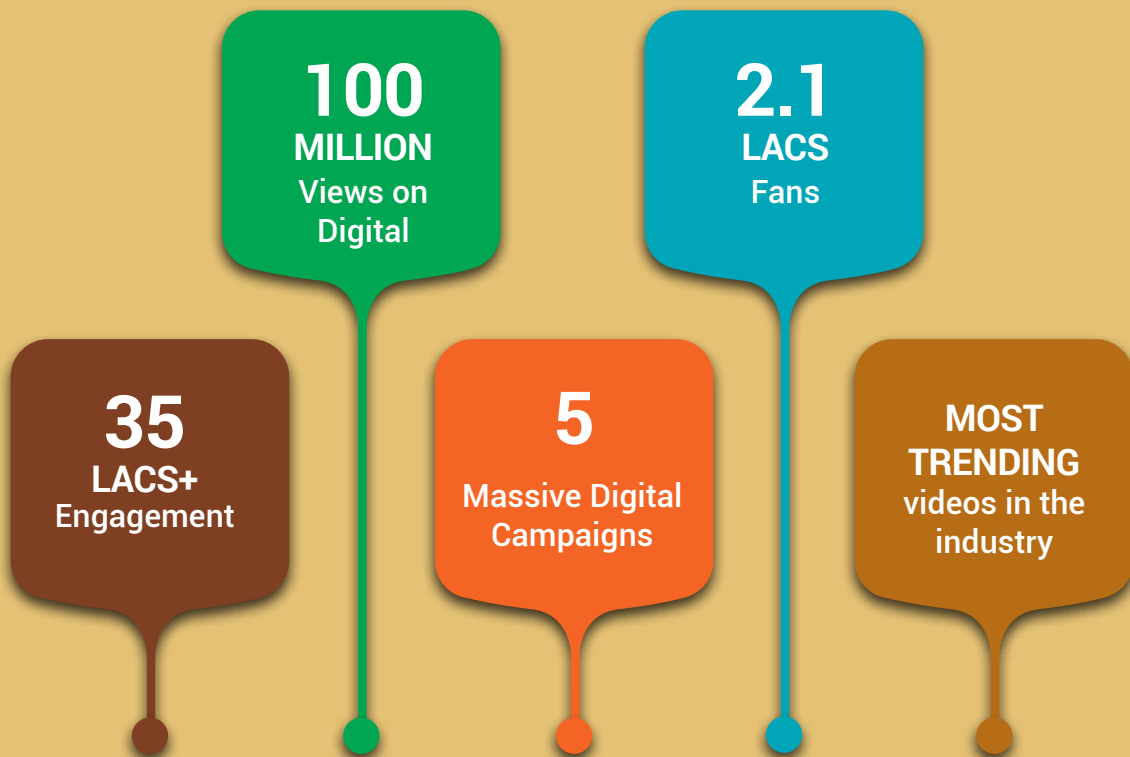 100
MILLION
Views on
Digital
2.1
LACS
Fans
35
LACS+
Engagement
5
Massive Digital
Campaigns
MOST
TRENDING
videos in the
industry